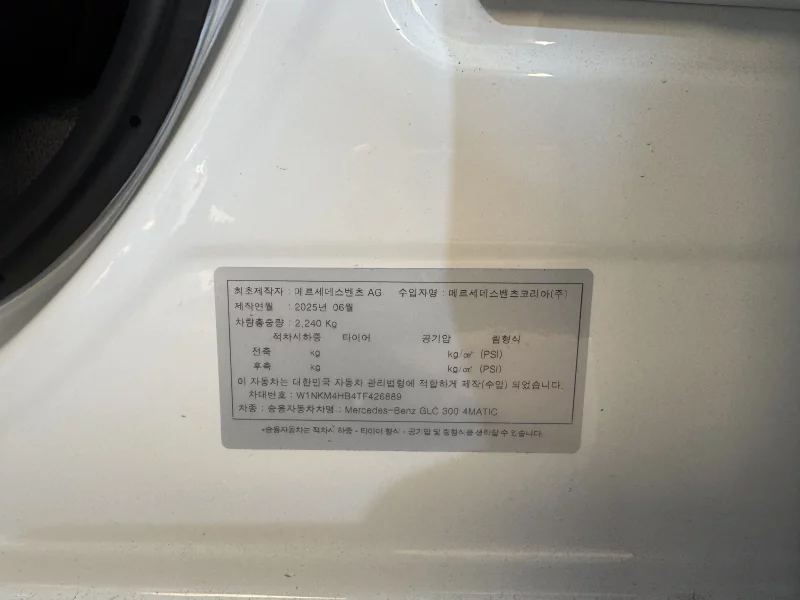 최초제작자 : 메르세데스벤츠 AG 수입자명 : 메르세데스벤츠코리아(주)
제작연월 : 2025년 06월
차량총중량 : 2,240 Kg
적차시하중 타이어 공기압 림형식
전축 kg kg/㎠ (PSI)
후축 kg kg/㎠ (PSI)
이 자동차는 대한민국 자동차 관리법령에 적합하게 제작(수입) 되었습니다.
차대번호 : W1NKM4HB4TF426889
차종 : 승용자동차차명 : Mercedes-Benz GLC 300 4MATIC
*승용자동차는 적차시 하중 - 타이어 형식 - 공기압 및 림형식을 생략할 수 있습니다.